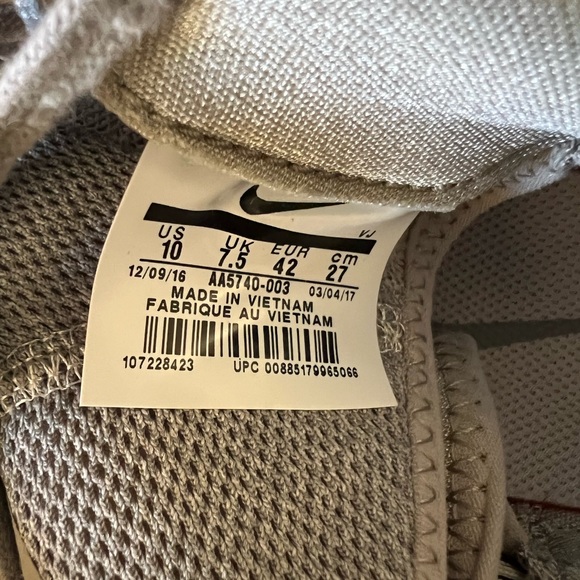 VJ
US UK EUR cm
10 7.5 42 27
12/09/16 AA5740-003 03/04/17
MADE IN VIETNAM
FABRIQUE AU VIETNAM
107228423 UPC 00885179965066